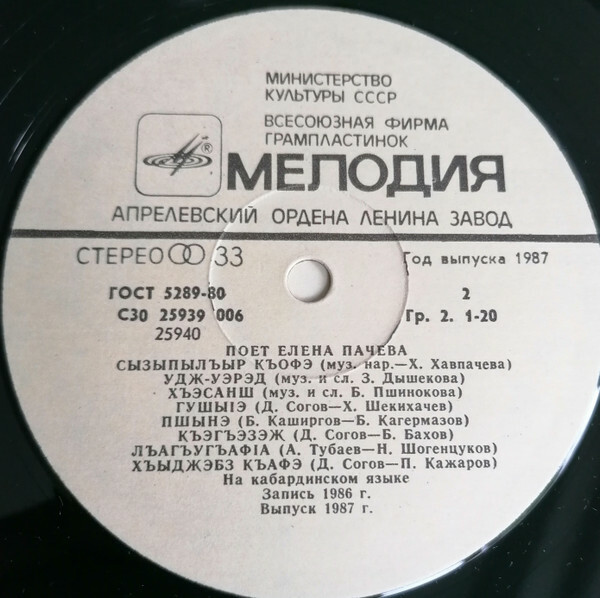 МИНИСТЕРСТВО
КУЛЬТУРЫ СССР
ВСЕСОЮЗНАЯ ФИРМА
ГРАМПЛАСТИНОК
®
МЕЛОДИЯ
АПРЕЛЕВСКИЙ ОРДЕНА ЛЕНИНА ЗАВОД
СТЕРЕО 33 Год выпуска 1987
ГОСТ 5289-80 2
С30 25939 006 Гр. 2. 1-20
25940
ПОЕТ ЕЛЕНА ПАЧЕВА
СЫЗЫПЫЛЪЫР КЪОФЭ (муз. нар.—Х. Хавпачева)
УДЖ-УЭРЭД (муз. и сл. З. Дышекова)
ХЪЭСАНШ (муз. и сл. Б. Пшинокова)
ГУШЫІЭ (Д. Согов—Х. Шекихачев)
ПШЫНЭ (Б. Каширгов—Б. Кагермазов)
КЪЭГЪЭЗЭЖ (Д. Согов—Б. Бахов)
ЛЪАГЪУГЪАФІА (А. Тубаев—Н. Шогенцуков)
ХЪЫДЖЭБЗ КЪАФЭ (Д. Согов—П. Кажаров)
На кабардинском языке
Запись 1986 г.
Выпуск 1987 г.